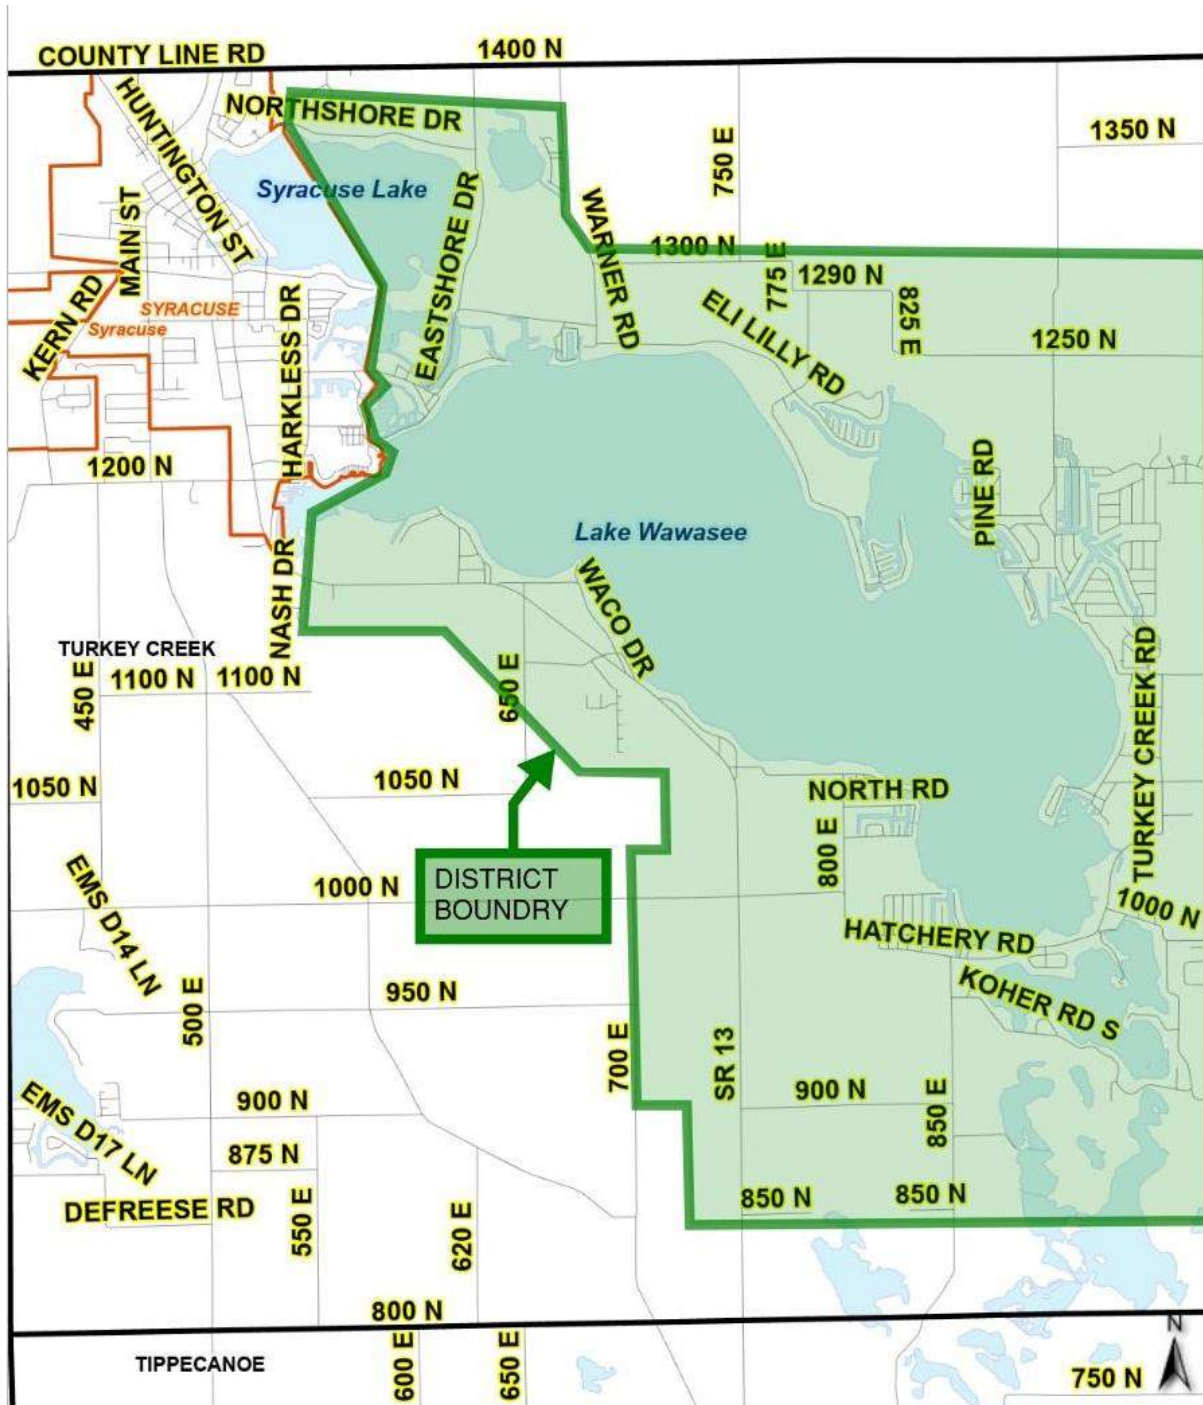 COUNTY LINE RD
1400 N
HUNTINGTON ST
NORTHSHORE DR
1350 N
750 E
Syracuse Lake
MAIN ST
EASTSHORE DR
WARNER RD
1300 N
775 E
1290 N
825 E
KERN RD
SYRACUSE
Syracuse
HARKLESS DR
ELI LILLY RD
1250 N
1200 N
PINE RD
Lake Wawasee
NASH DR
WACO DR
TURKEY CREEK
450 E
1100 N
1100 N
650 E
TURKEY CREEK RD
1050 N
1050 N
NORTH RD
800 E
EMS D14 LN
1000 N
DISTRICT
BOUNDRY
1000 N
HATCHERY RD
500 E
950 N
KOHER RD S
700 E
SR 13
EMS D17 LN
900 N
900 N
850 E
875 N
DEFREESE RD
550 E
620 E
850 N
850 N
800 N
N
TIPPECANOE
600 E
650 E
750 N